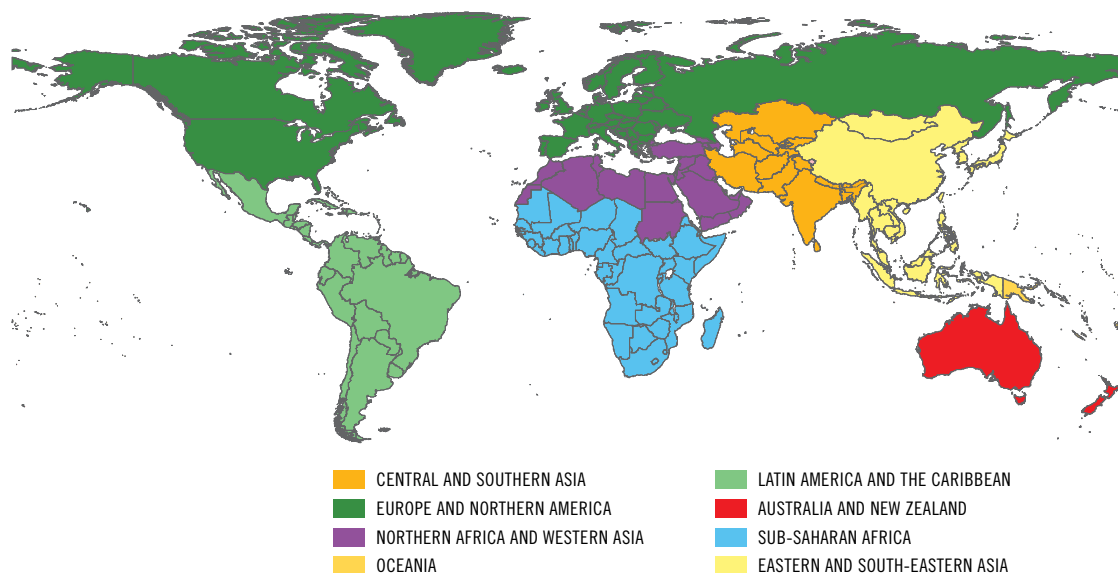 CENTRAL AND SOUTHERN ASIA
EUROPE AND NORTHERN AMERICA
NORTHERN AFRICA AND WESTERN ASIA
OCEANIA
LATIN AMERICA AND THE CARIBBEAN
AUSTRALIA AND NEW ZEALAND
SUB-SAHARAN AFRICA
EASTERN AND SOUTH-EASTERN ASIA